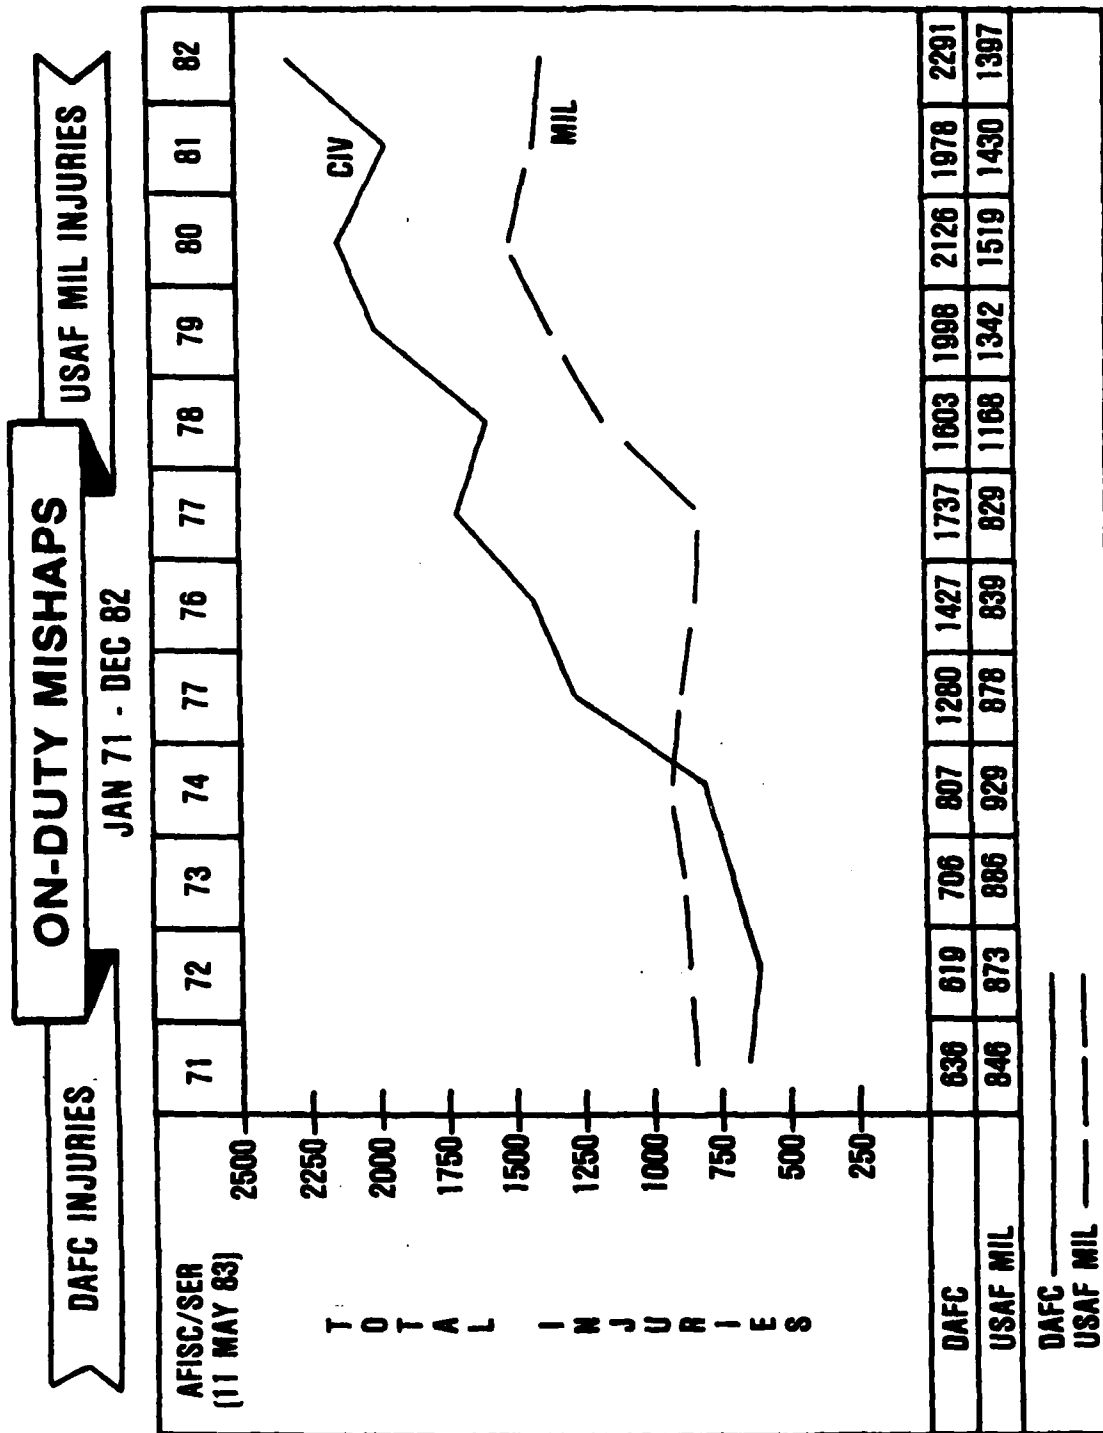 DAFC INJURIES
ON-DUTY MISHAPS
USAF MIL INJURIES
JAN 71 - DEC 82
AFISC/SER
(11 MAY 83)
71 72 73 74 77 76 77 78 79 80 81 82
TOTAL INJURIES
2500
2250
2000
1750
1500
1250
1000
750
500
250
CIV
MIL
DAFC 636 619 706 807 1280 1427 1737 1603 1998 2126 1978 2291
USAF MIL 846 873 886 929 878 839 829 1168 1342 1519 1430 1397
DAFC
USAF MIL